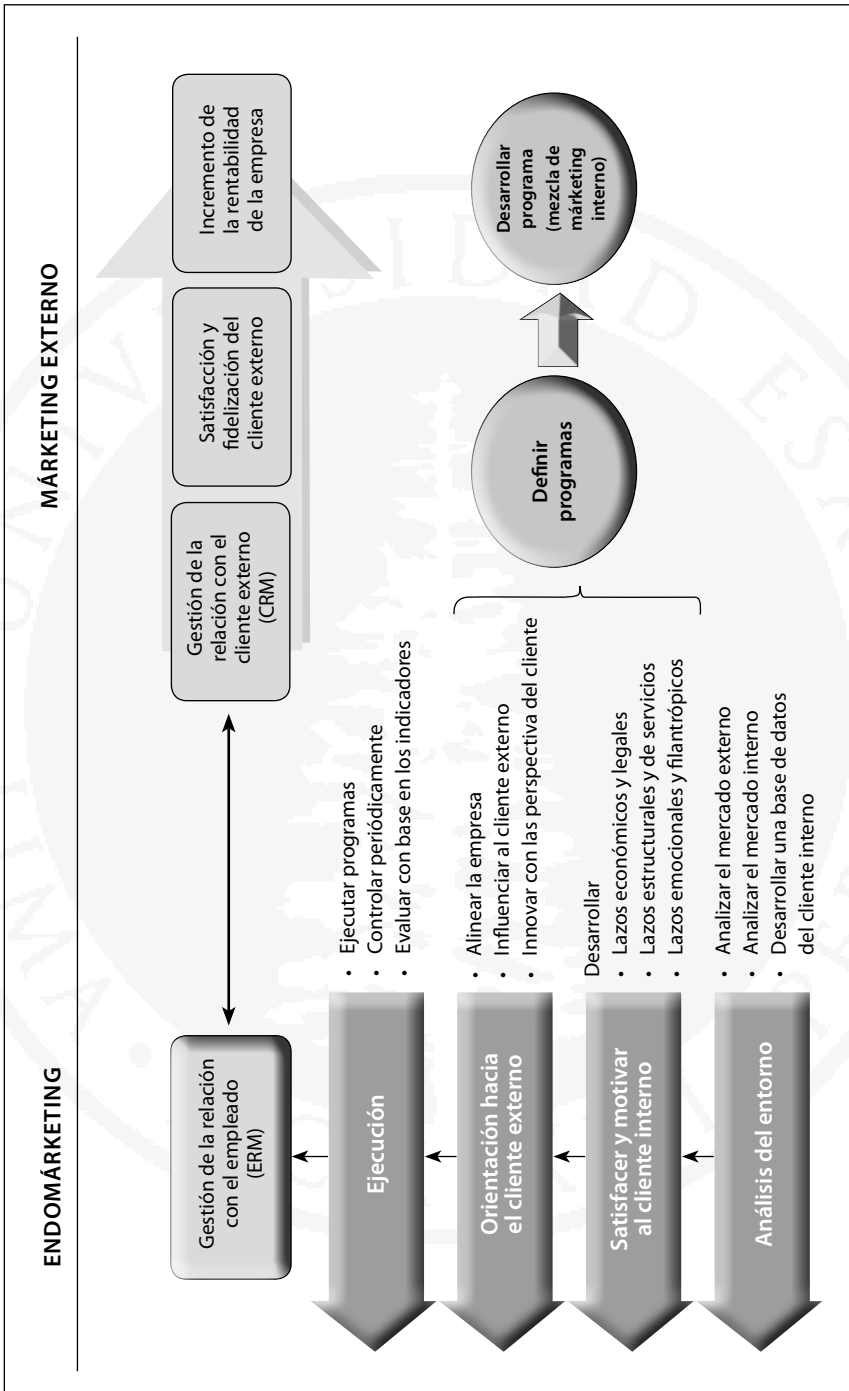 ENDOMÁRKETING
MÁRKETING EXTERNO
Gestión de la relación
con el empleado
(ERM)
Gestión de la
relación con el
cliente externo
(CRM)
Satisfacción y
fidelización del
cliente externo
Incremento de
la rentabilidad
de la empresa
Ejecución
• Ejecutar programas
• Controlar periódicamente
• Evaluar con base en los indicadores
Orientación hacia
el cliente externo
• Alinear la empresa
• Influenciar al cliente externo
• Innovar con las perspectiva del cliente
Satisfacer y motivar
al cliente interno
Desarrollar
• Lazos económicos y legales
• Lazos estructurales y de servicios
• Lazos emocionales y filantrópicos
Definir
programas
Desarrollar
programa
(mezcla de
márketing
interno)
Análisis del entorno
• Analizar el mercado externo
• Analizar el mercado interno
• Desarrollar una base de datos
del cliente interno